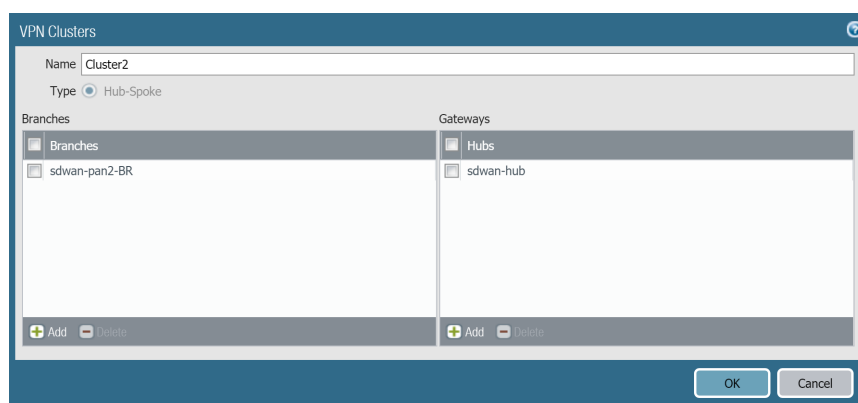 VPN Clusters
Name Cluster2
Type Hub-Spoke
Branches Gateways
Branches Hubs
sdwan-pan2-BR sdwan-hub
Add Delete Add Delete
OK Cancel